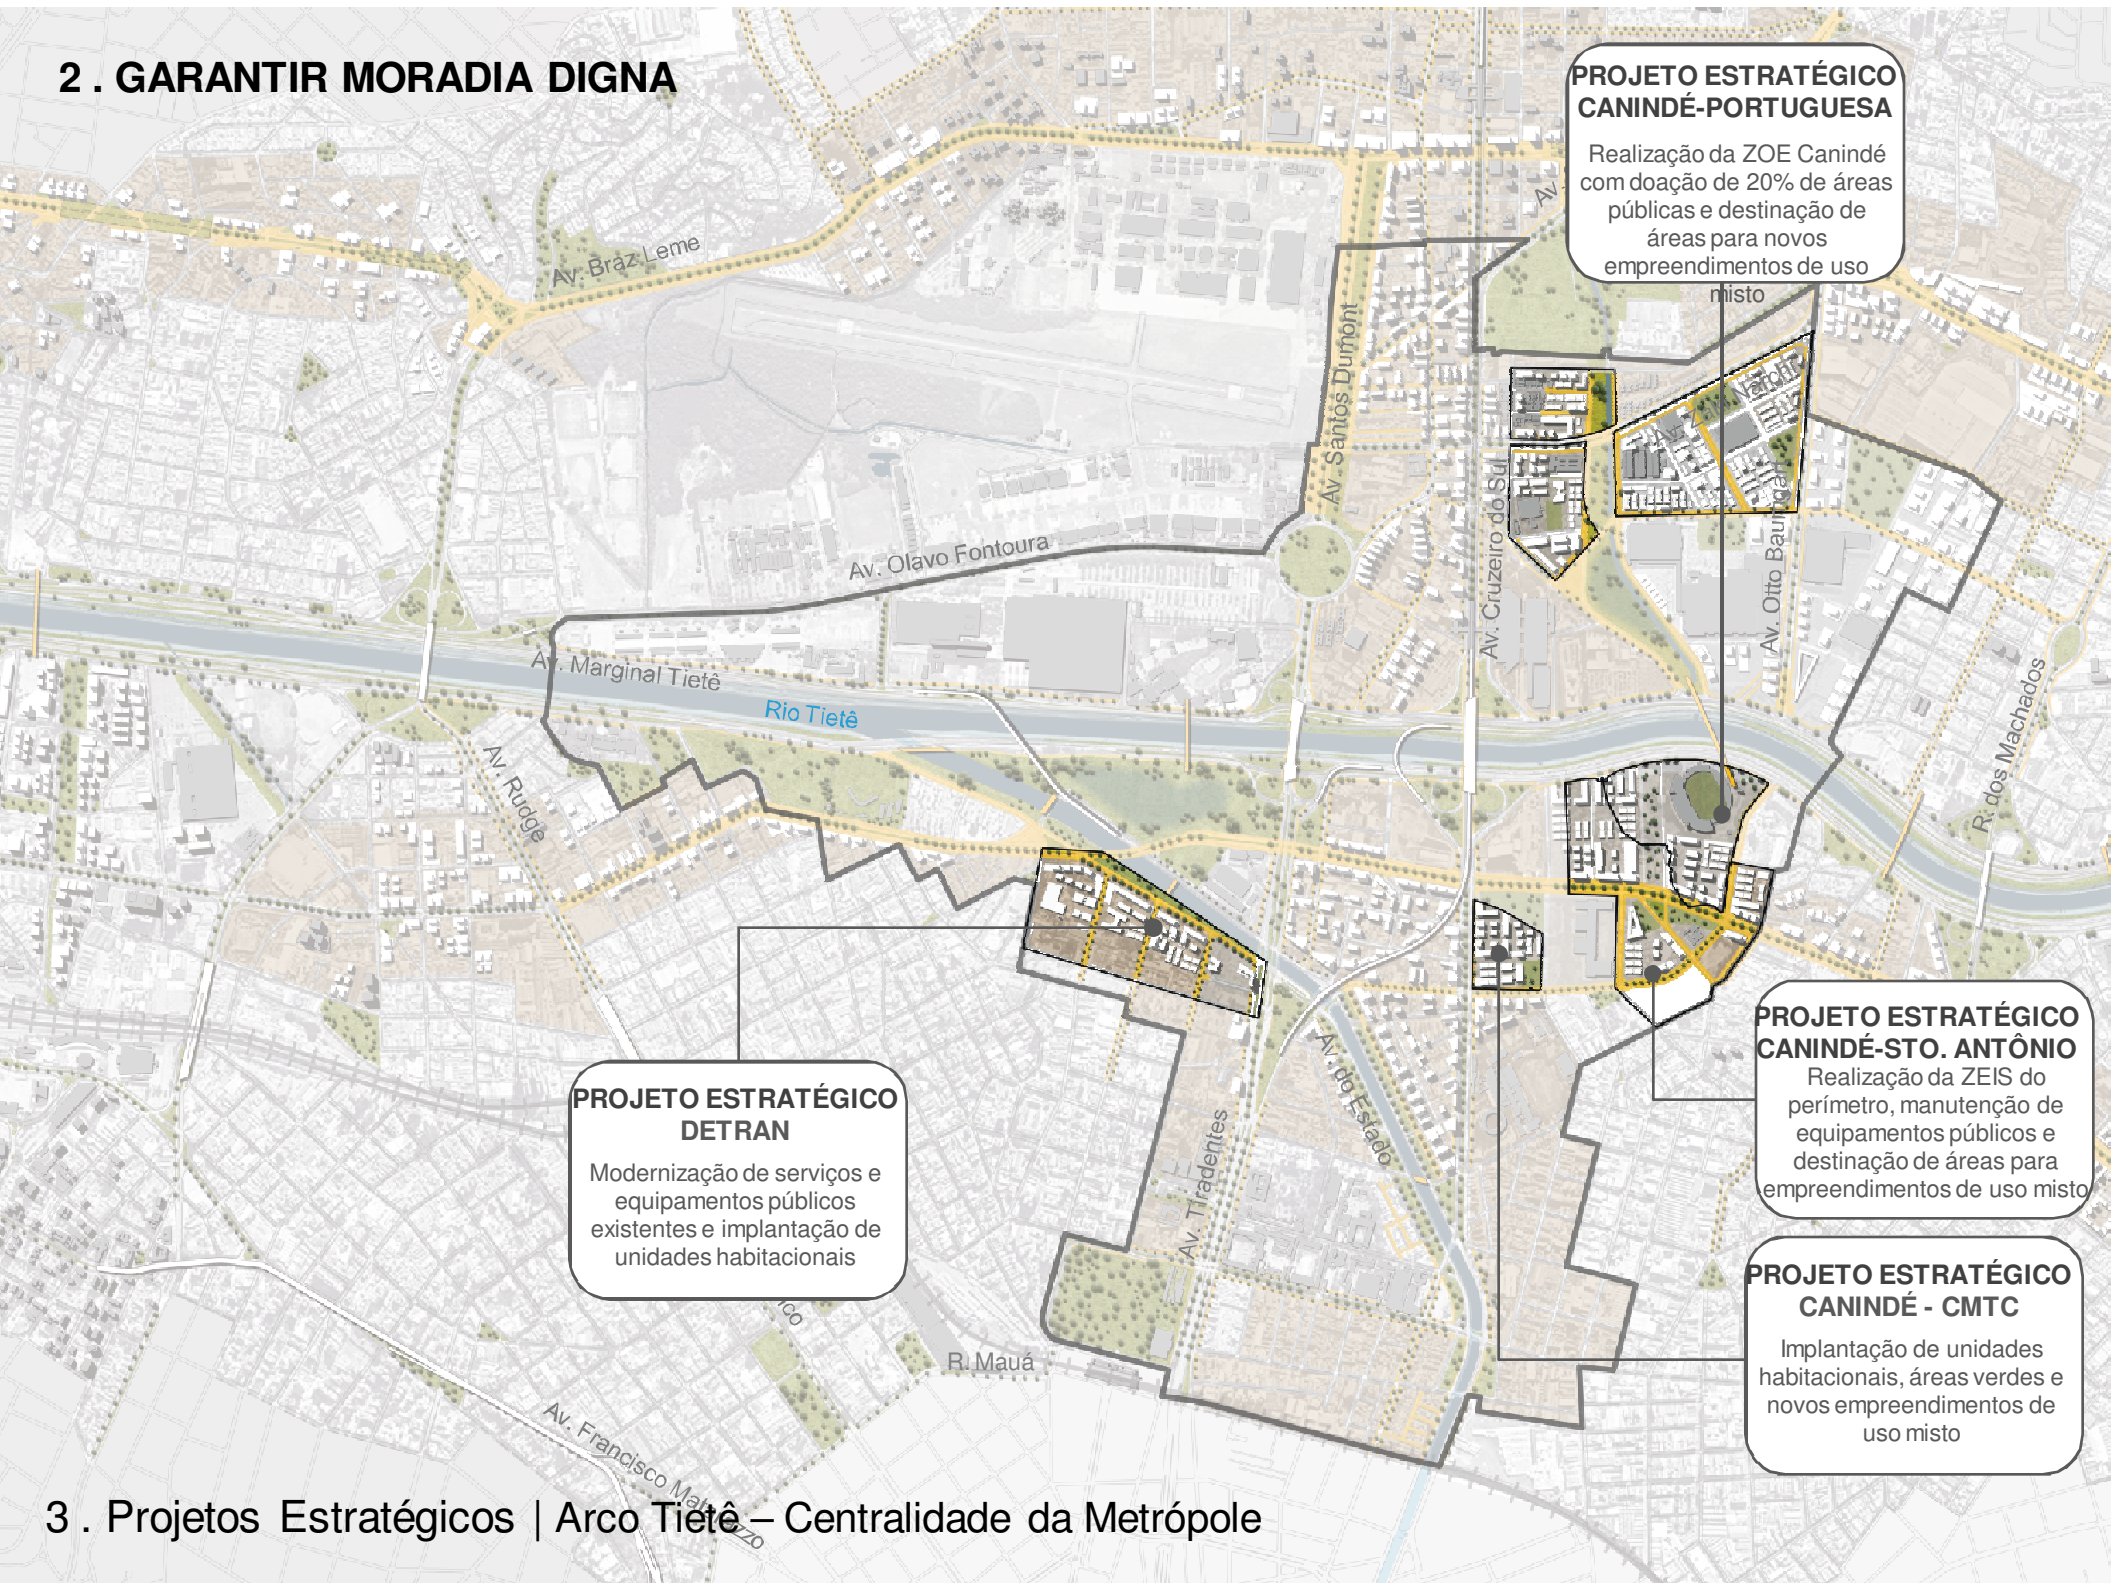 2 . GARANTIR MORADIA DIGNA
PROJETO ESTRATÉGICO
CANINDÉ-PORTUGUESA
Realização da ZOE Canindé
com doação de 20% de áreas
públicas e destinação de
áreas para novos
empreendimentos de uso
misto
Av. Braz Leme
Av. Santos Dumont
Av. Cruzeiro do Sul
Av. Olavo Fontoura
Av. Marginal Tietê
Rio Tietê
Av. Rudge
R. dos Machados
Av. do Estado
Av. Tiradentes
PROJETO ESTRATÉGICO
DETRAN
Modernização de serviços e
equipamentos públicos
existentes e implantação de
unidades habitacionais
PROJETO ESTRATÉGICO
CANINDÉ-STO. ANTÔNIO
Realização da ZEIS do
perímetro, manutenção de
equipamentos públicos e
destinação de áreas para
empreendimentos de uso misto
PROJETO ESTRATÉGICO
CANINDÉ - CMTC
Implantação de unidades
habitacionais, áreas verdes e
novos empreendimentos de
uso misto
R. Mauá
Av. Francisco Matarazzo
3 . Projetos Estratégicos | Arco Tietê – Centralidade da Metrópole